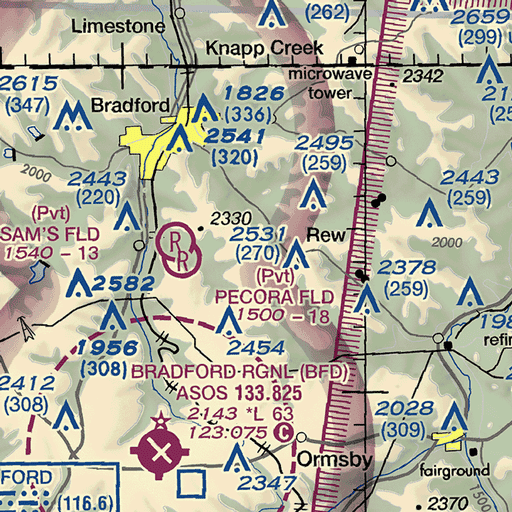 Limestone
(262)
2659
(299) U
Knapp Creek
microwave
tower
2342
2615
(347)
Bradford
1826
(336)
2541
(320)
2495
(259)
2000
2443
(220)
2443
(259)
2000
(Pvt)
SAM'S FLD
1540 - 13
R
R
2330
2531
(270)
Rew
(Pvt)
PECORA FLD
1500 - 18
2378
(259)
2582
1956
(308)
2454
BRADFORD RGNL (BFD)
ASOS 133.825
2143 *L 63
123.075 C
2412
(308)
2028
(309)
Ormsby
fairground
2347
FORD
(116.6)
2370
1500